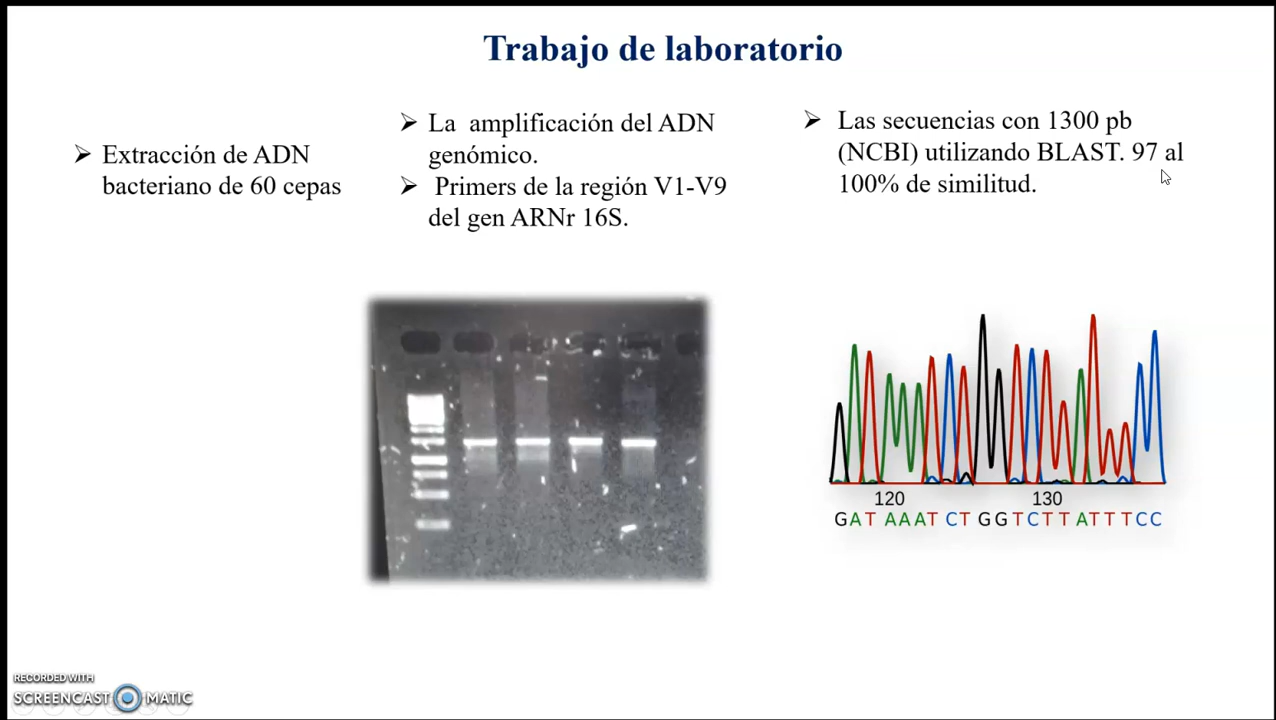 Trabajo de laboratorio
➢ Extracción de ADN
bacteriano de 60 cepas
➢ La amplificación del ADN
genómico.
➢ Primers de la región V1-V9
del gen ARNr 16S.
➢ Las secuencias con 1300 pb
(NCBI) utilizando BLAST. 97 al
100% de similitud.
120 130
GAT AAAT CT GGTCTTATTTCC
RECORDED WITH
SCREENCAST MATIC